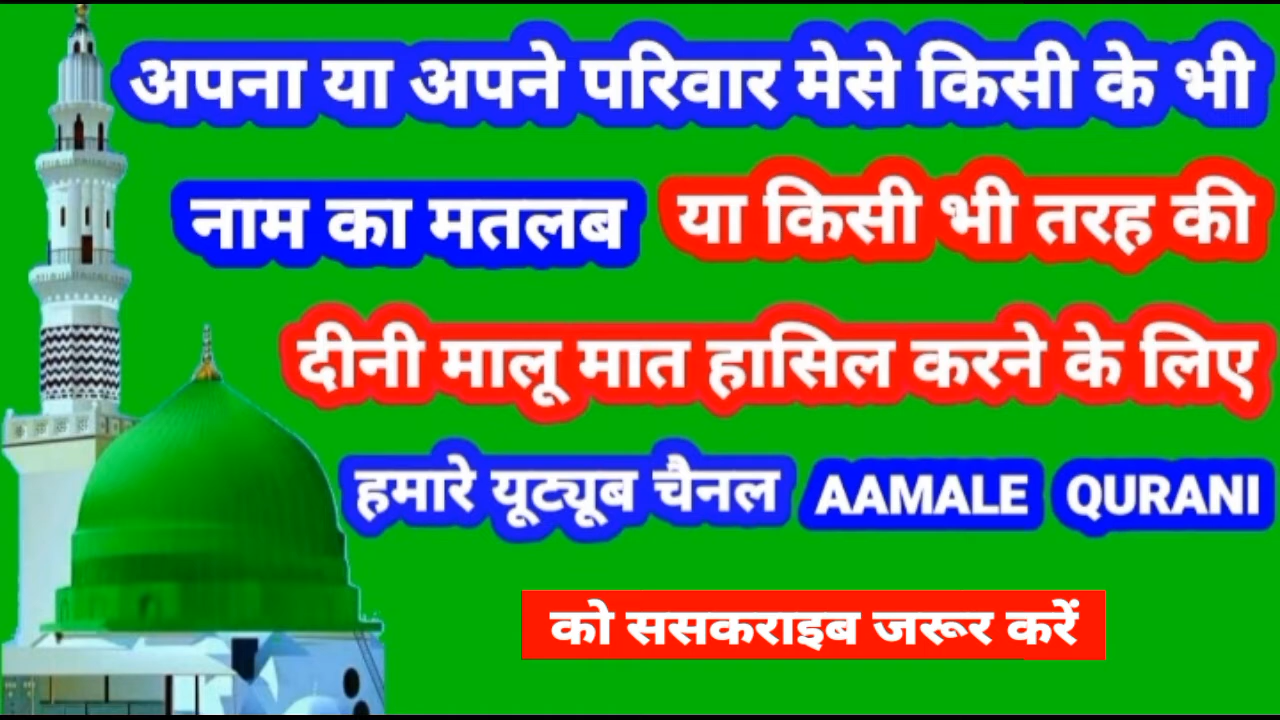 अपना या अपने परिवार मेसे किसी के भी
नाम का मतलब या किसी भी तरह की
दीनी मालू मात हासिल करने के लिए
हमारे यूट्यूब चैनल AAMALE QURANI
को ससकराइब जरूर करें